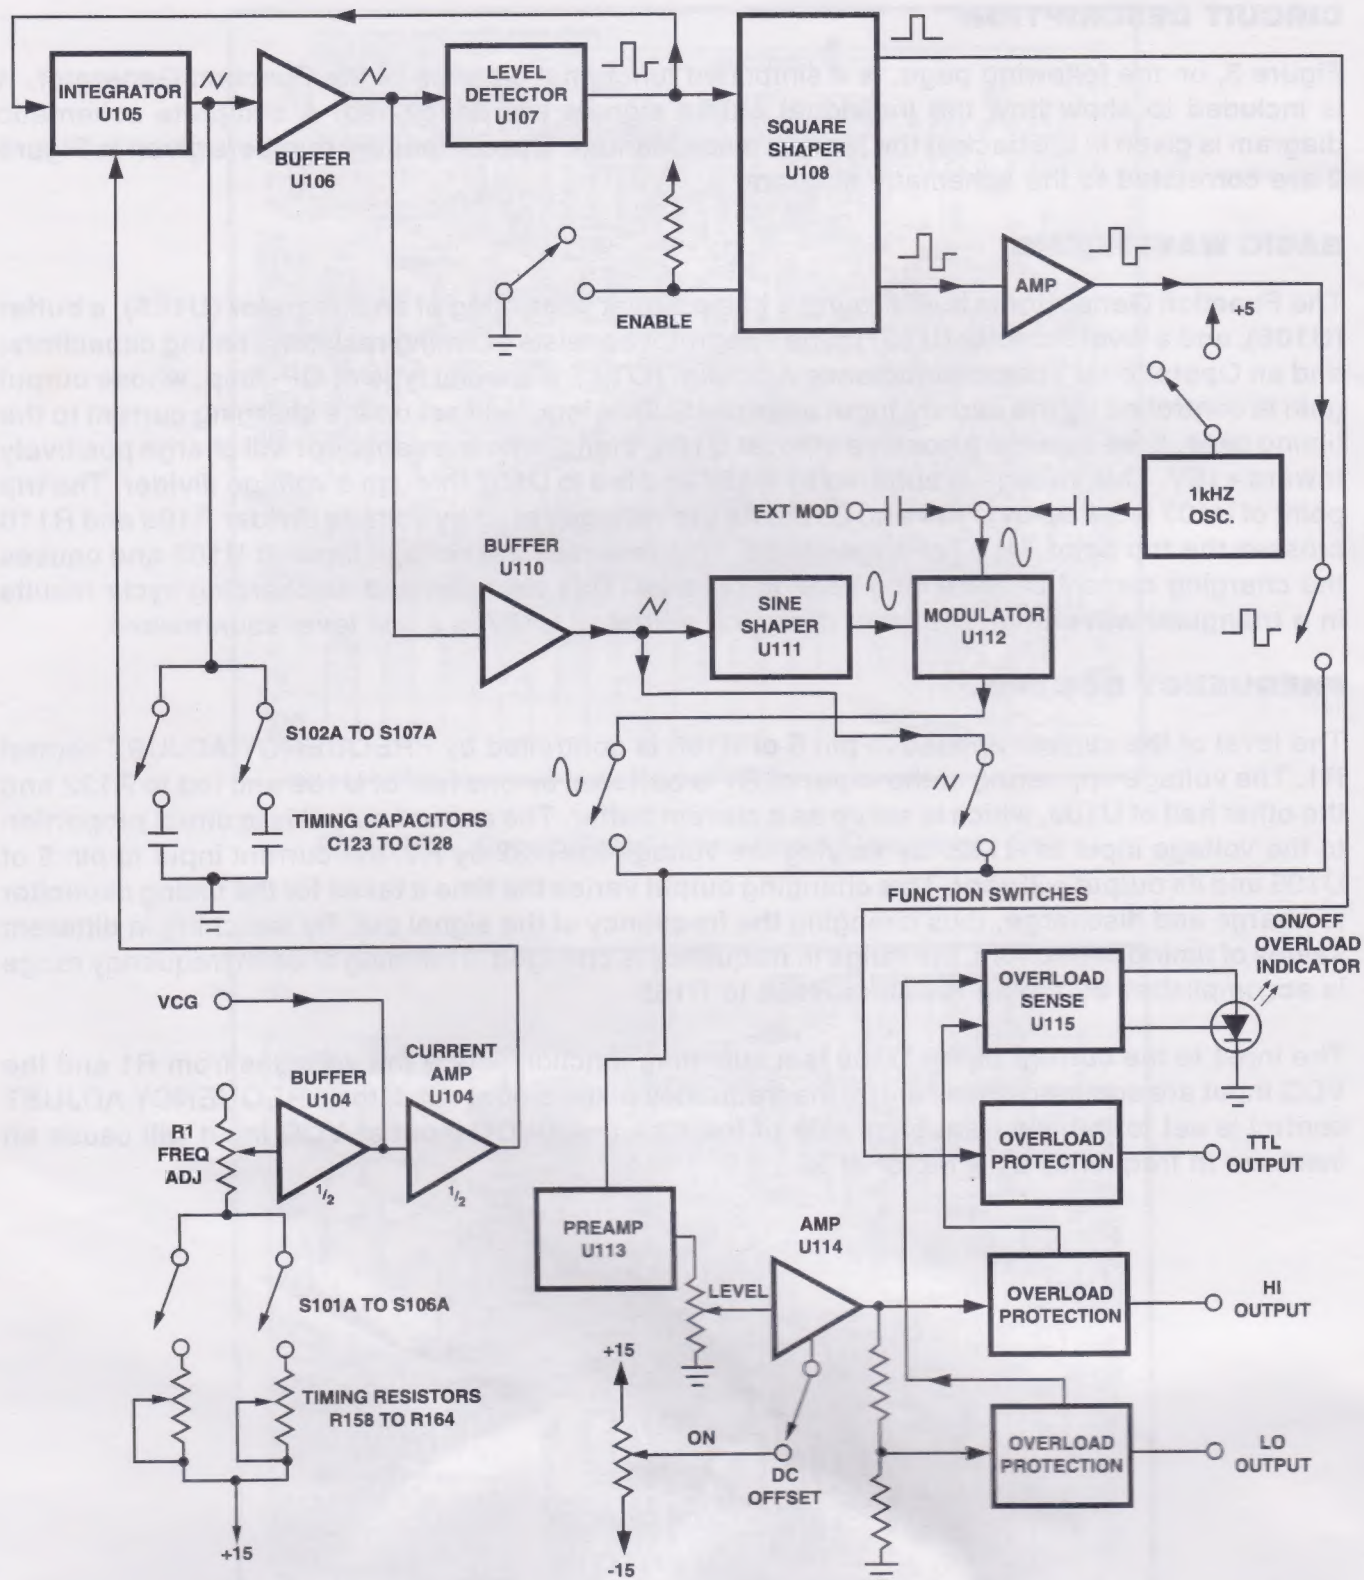 INTEGRATOR
U105
BUFFER
U106
LEVEL
DETECTOR
U107
SQUARE
SHAPER
U108
ENABLE
AMP
+5
1kHZ
OSC.
EXT MOD
BUFFER
U110
SINE
SHAPER
U111
MODULATOR
U112
S102A TO S107A
TIMING CAPACITORS
C123 TO C128
FUNCTION SWITCHES
ON/OFF
OVERLOAD
INDICATOR
OVERLOAD
SENSE
U115
VCG
BUFFER
U104
CURRENT
AMP
U104
R1
FREQ
ADJ
1/2
1/2
OVERLOAD
PROTECTION
TTL
OUTPUT
PREAMP
U113
AMP
U114
LEVEL
OVERLOAD
PROTECTION
HI
OUTPUT
S101A TO S106A
+15
TIMING RESISTORS
R158 TO R164
ON
DC
OFFSET
OVERLOAD
PROTECTION
LO
OUTPUT
+15
-15